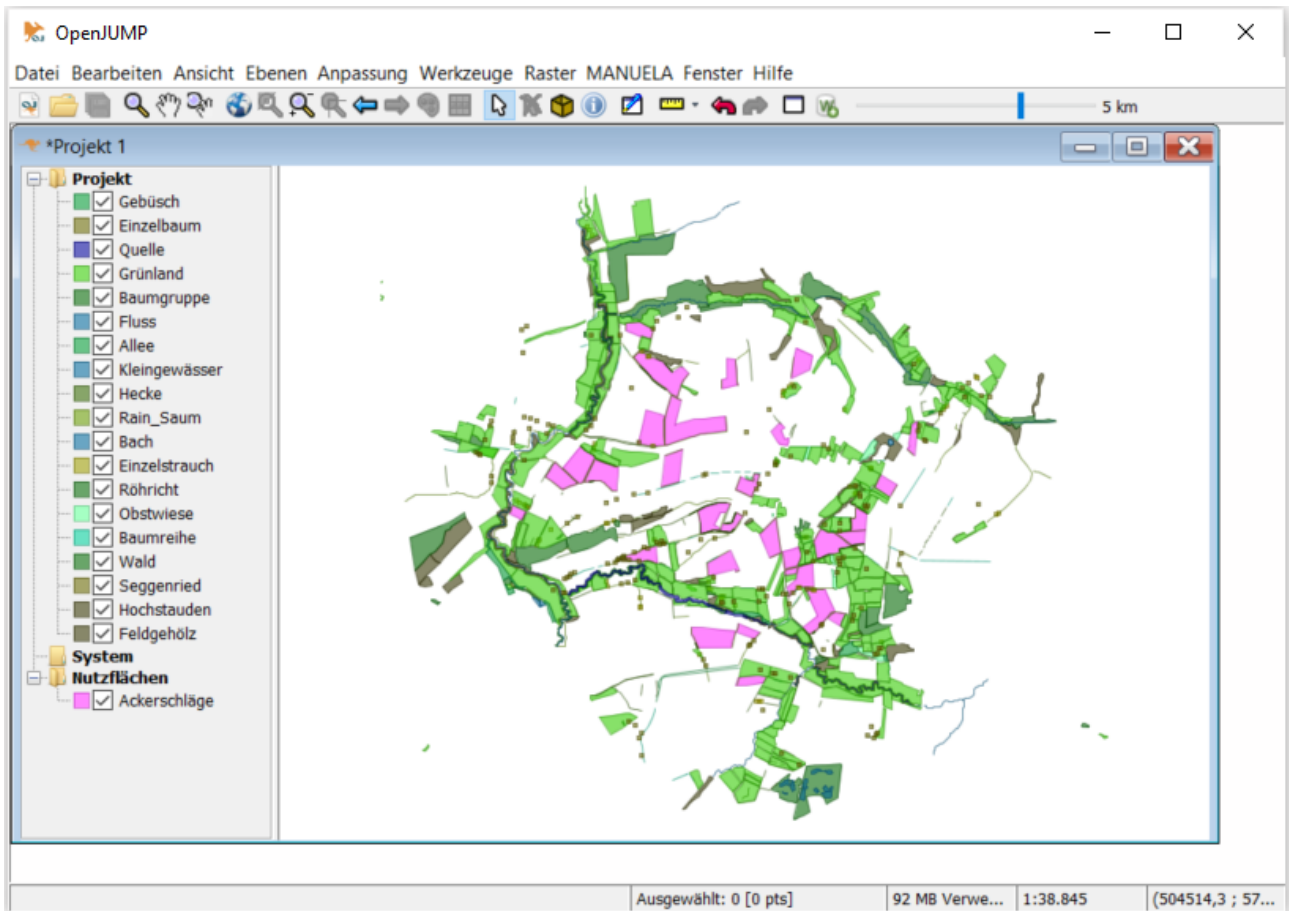 OpenJUMP
Datei Bearbeiten Ansicht Ebenen Anpassung Werkzeuge Raster MANUELA Fenster Hilfe
5 km
*Projekt 1
Projekt
Gebüsch
Einzelbaum
Quelle
Grünland
Baumgruppe
Fluss
Allee
Kleingewässer
Hecke
Rain_Saum
Bach
Einzelstrauch
Röhricht
Obstwiese
Baumreihe
Wald
Seggenried
Hochstauden
Feldgehölz
System
Nutzflächen
Ackerschläge
Ausgewählt: 0 [0 pts]
92 MB Verwe...
1:38.845
(504514,3 ; 57...